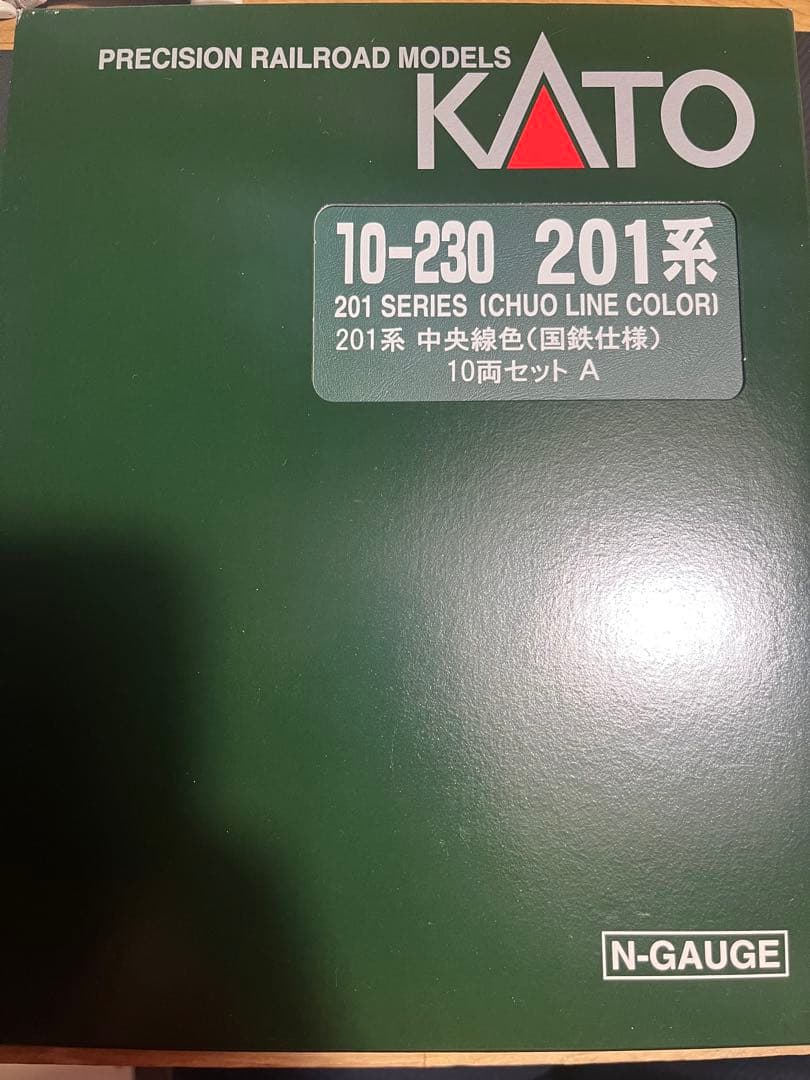 PRECISION RAILROAD MODELS
KATO
10-230 201系
201 SERIES (CHUO LINE COLOR)
201系 中央線色(国鉄仕様)
10両セット A
N-GAUGE